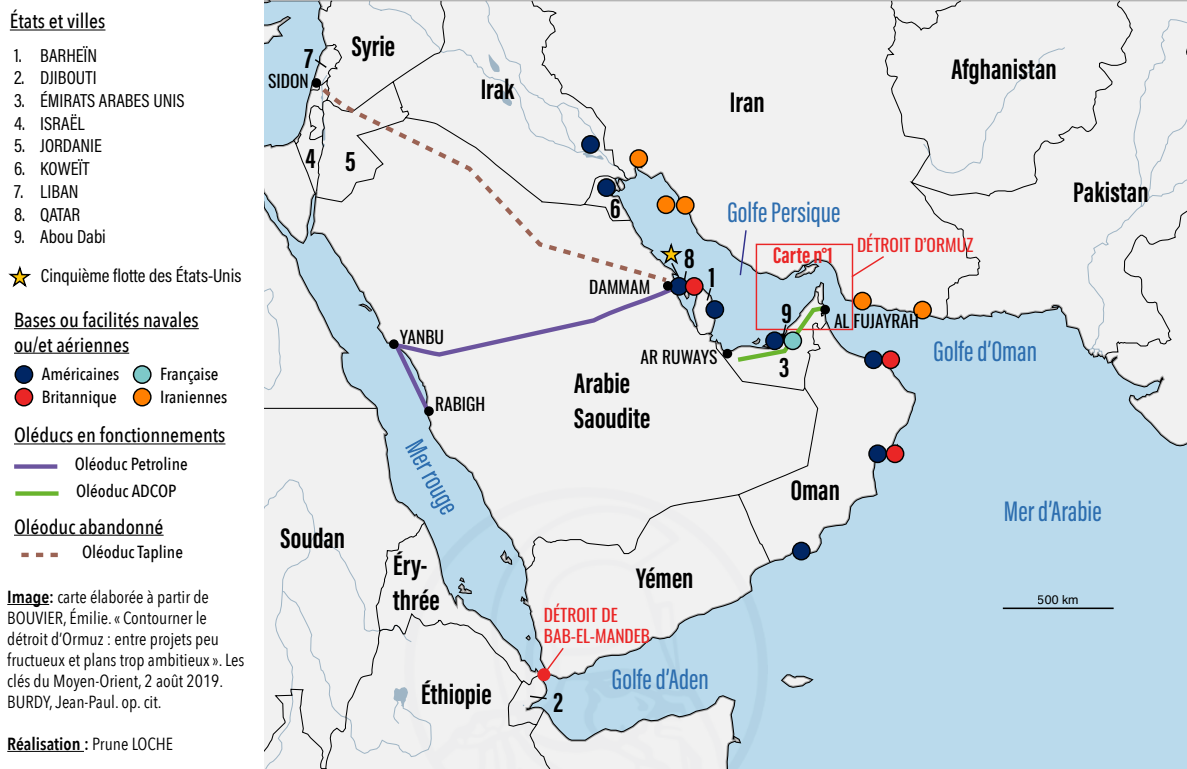 États et villes
1. BARHEÏN
2. DJIBOUTI
3. ÉMIRATS ARABES UNIS
4. ISRAËL
5. JORDANIE
6. KOWEÏT
7. LIBAN
8. QATAR
9. Abou Dabi
Cinquième flotte des États-Unis
Bases ou facilités navales
ou/et aériennes
Américaines
Française
Britannique
Iraniennes
Oléducs en fonctionnements
Oléoduc Petroline
Oléoduc ADCOP
Oléoduc abandonné
Oléoduc Tapline
Image: carte élaborée à partir de
BOUVIER, Émilie. « Contourner le
détroit d'Ormuz : entre projets peu
fructueux et plans trop ambitieux ». Les
clés du Moyen-Orient, 2 août 2019.
BURDY, Jean-Paul. op. cit.
Réalisation : Prune LOCHE
7
Syrie
SIDON
Irak
Iran
Afghanistan
4
5
Pakistan
6
Golfe Persique
Carte n°1
DÉTROIT D'ORMUZ
8
DAMMAM
1
9
AL FUJAYRAH
YANBU
AR RUWAYS
3
Golfe d'Oman
Arabie
Saoudite
RABIGH
Mer rouge
Oman
Mer d'Arabie
Soudan
Éry-
thrée
Yémen
500 km
DÉTROIT DE
BAB-EL-MANDEB
Golfe d'Aden
Éthiopie
2